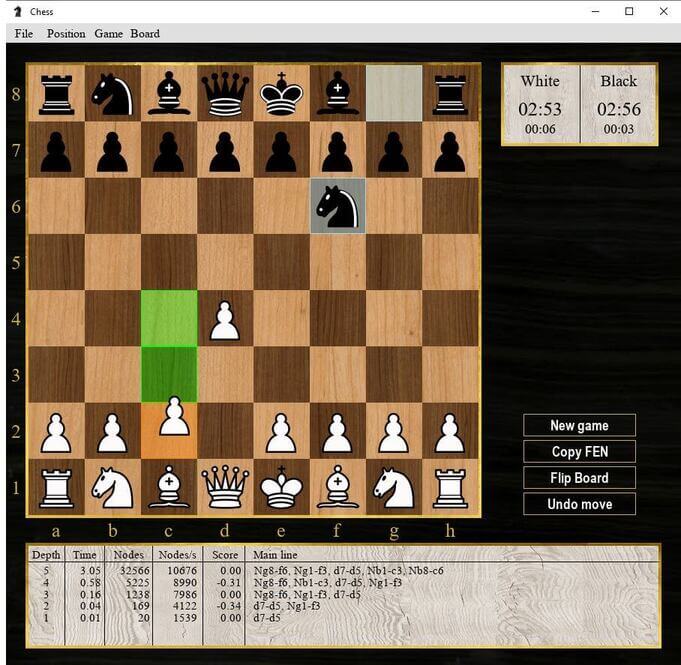 Chess
File Position Game Board
8
7
6
5
4
3
2
1
a b c d e f g h
White Black
02:53 02:56
00:06 00:03
New game
Copy FEN
Flip Board
Undo move
Depth Time Nodes Nodes/s Score Main line
5 3.05 32566 10676 0.00 Ng8-f6, Ng1-f3, d7-d5, Nb1-c3, Nb8-c6
4 0.58 5225 8990 -0.31 Ng8-f6, Nb1-c3, d7-d5, Ng1-f3
3 0.16 1238 7986 0.00 Ng8-f6, Ng1-f3, d7-d5
2 0.04 169 4122 -0.34 d7-d5, Ng1-f3
1 0.01 20 1539 0.00 d7-d5